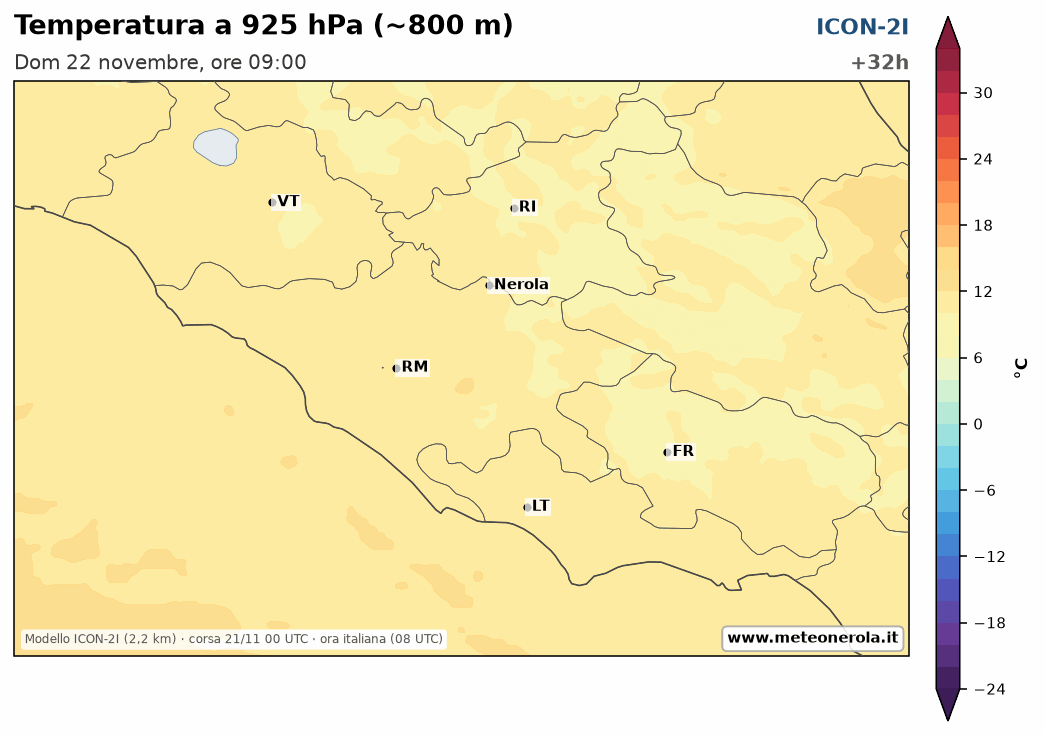 Temperatura a 925 hPa (~800 m)
ICON-2I
Dom 22 novembre, ore 09:00
+32h
VT
RI
Nerola
RM
FR
LT
Modello ICON-2I (2,2 km) · corsa 21/11 00 UTC · ora italiana (08 UTC)
www.meteonerola.it
30
24
18
12
6
0
−6
−12
−18
−24
°C